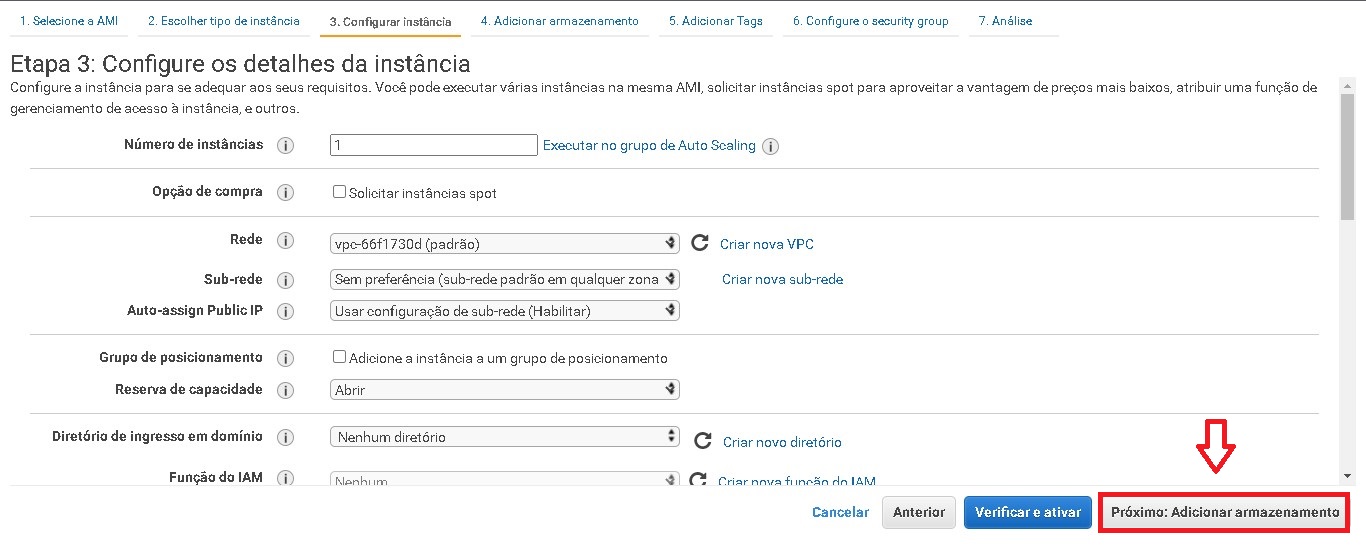 1. Selecione a AMI 2. Escolher tipo de instância 3. Configurar instância 4. Adicionar armazenamento 5. Adicionar Tags 6. Configure o security group 7. Análise
Etapa 3: Configure os detalhes da instância
Configure a instância para se adequar aos seus requisitos. Você pode executar várias instâncias na mesma AMI, solicitar instâncias spot para aproveitar a vantagem de preços mais baixos, atribuir uma função de
gerenciamento de acesso à instância, e outros.
Número de instâncias i 1 Executar no grupo de Auto Scaling i
Opção de compra i Solicitar instâncias spot
Rede i vpc-66f1730d (padrão) Criar nova VPC
Sub-rede i Sem preferência (sub-rede padrão em qualquer zona Criar nova sub-rede
Auto-assign Public IP i Usar configuração de sub-rede (Habilitar)
Grupo de posicionamento i Adicione a instância a um grupo de posicionamento
Reserva de capacidade i Abrir
Diretório de ingresso em domínio i Nenhum diretório Criar novo diretório
Função do IAM i Nenhum Criar nova função do IAM
Cancelar Anterior Verificar e ativar Próximo: Adicionar armazenamento